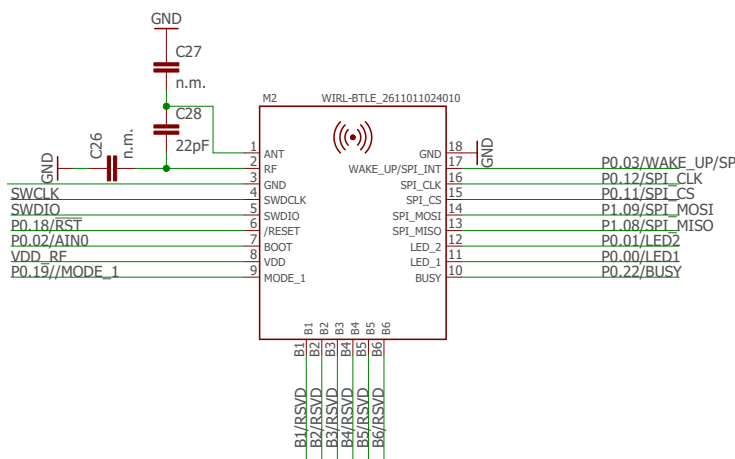 GND
C27
n.m.
C28
22pF
C26
n.m.
GND
M2
WIRL-BTLE_2611011024010
1 ANT
2 RF
3 GND
SWCLK 4 SWDCLK
SWDIO 5 SWDIO
P0.18/RST 6 /RESET
P0.02/AIN0 7 BOOT
VDD_RF 8 VDD
P0.19//MODE_1 9 MODE_1
GND 18 GND
WAKE_UP/SPI_INT 17 P0.03/WAKE_UP/SP
SPI_CLK 16 P0.12/SPI_CLK
SPI_CS 15 P0.11/SPI_CS
SPI_MOSI 14 P1.09/SPI_MOSI
SPI_MISO 13 P1.08/SPI_MISO
LED_2 12 P0.01/LED2
LED_1 11 P0.00/LED1
BUSY 10 P0.22/BUSY
B1 B2 B3 B4 B5 B6
B1 B2 B3 B4 B5 B6
B1/RSVD
B2/RSVD
B3/RSVD
B4/RSVD
B5/RSVD
B6/RSVD